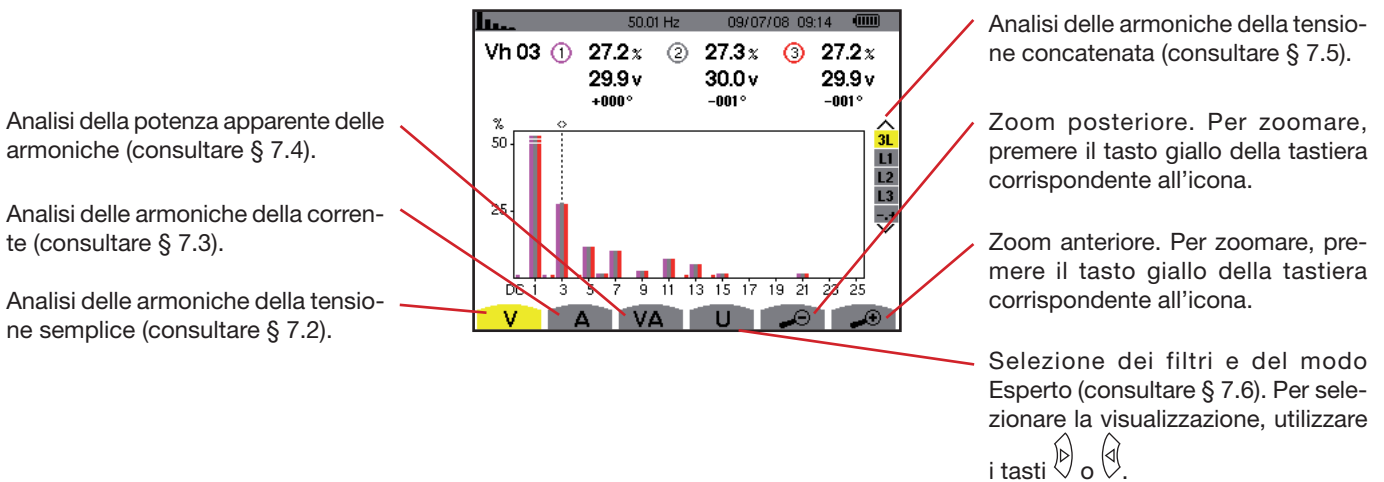 50.01 Hz 09/07/08 09:14
Vh 03 1 27.2 % 2 27.3 % 3 27.2 %
29.9 v 30.0 v 29.9 v
+000° -001° -001°
%
50
25
DC 1 3 5 7 9 11 13 15 17 19 21 23 25
3L
L1
L2
L3
-.+
V A VA U
Analisi della potenza apparente delle
armoniche (consultare § 7.4).
Analisi delle armoniche della corren-
te (consultare § 7.3).
Analisi delle armoniche della tensio-
ne semplice (consultare § 7.2).
Analisi delle armoniche della tensio-
ne concatenata (consultare § 7.5).
Zoom posteriore. Per zoomare,
premere il tasto giallo della tastiera
corrispondente all'icona.
Zoom anteriore. Per zoomare, pre-
mere il tasto giallo della tastiera
corrispondente all'icona.
Selezione dei filtri e del modo
Esperto (consultare § 7.6). Per sele-
zionare la visualizzazione, utilizzare
i tasti o .